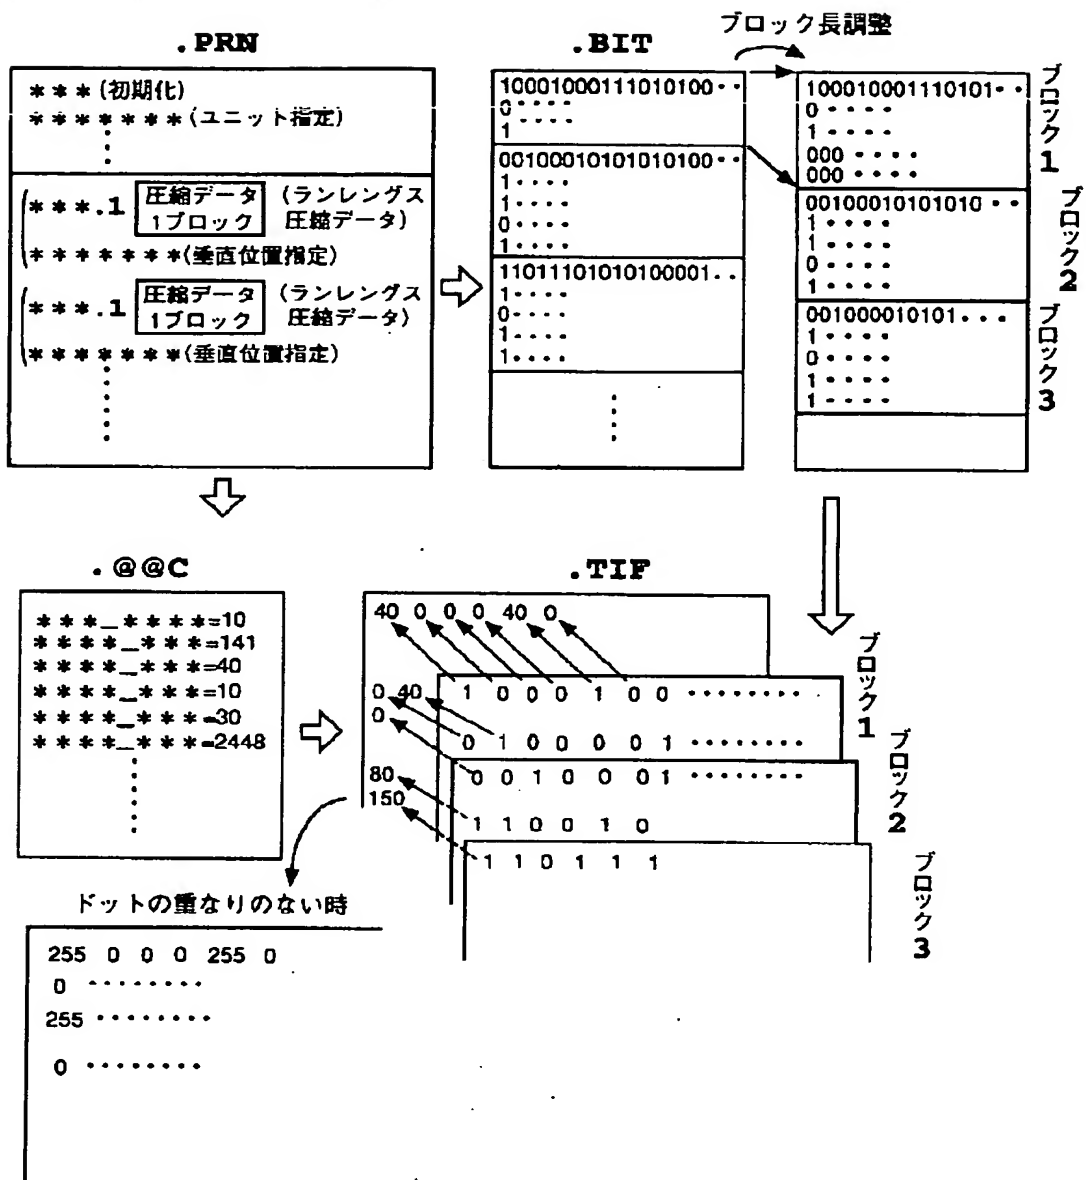 .PRN
***(初期化)
*******(ユニット指定)
***.1 圧縮データ (ランレングス
1ブロック 圧縮データ)
*******(垂直位置指定)
***.1 圧縮データ (ランレングス
1ブロック 圧縮データ)
*******(垂直位置指定)
.BIT
10001000111010100・・
0・・・・
1
00100010101010100・・
1・・・・
1・・・・
0・・・・
1・・・・
11011101010100001・・
1・・・・
0・・・・
1・・・・
1・・・・
ブロック長調整
1000100011110101・・
0・・・・
1・・・・
000・・・・
000・・・・
ブロック1
00100010101010・・
1・・・・
1・・・・
0・・・・
1・・・・
ブロック2
001000010101・・・
1・・・・
0・・・・
1・・・・
1・・・・
ブロック3
.@@C
***_****=10
****_***=141
****_***=40
****_***=10
****_***=30
****_***=2448
.TIF
40 0 0 0 40 0
0 40
0
80
150
1 0 0 0 1 0 0 ・・・・・・・・
0 1 0 0 0 0 1 ・・・・・・・・
ブロック1
0 0 1 0 0 0 1 ・・・・・・・・
1 1 0 0 1 0
ブロック2
1 1 0 1 1 1
ブロック3
ドットの重なりのない時
255 0 0 0 255 0
0 ・・・・・・・・
255 ・・・・・・・・
0 ・・・・・・・・